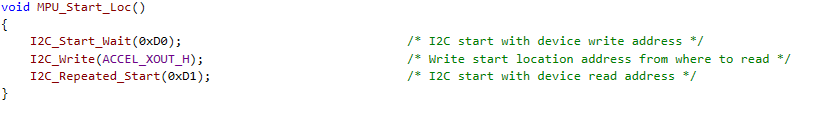 void MPU_Start_Loc()
{
    I2C_Start_Wait(0xD0);                                /* I2C start with device write address */
    I2C_Write(ACCEL_XOUT_H);                             /* Write start location address from where to read */
    I2C_Repeated_Start(0xD1);                            /* I2C start with device read address */
}